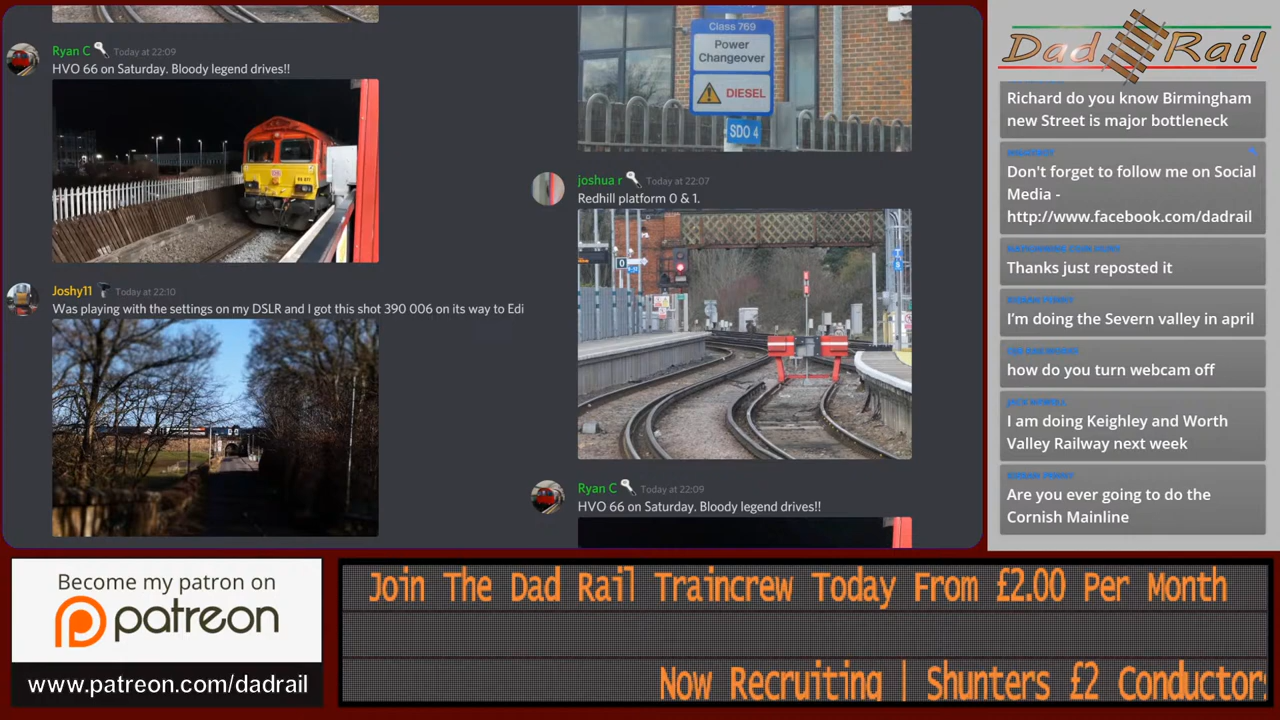 Ryan C Today at 22:09
HVO 66 on Saturday. Bloody legend drives!!
Joshy11 Today at 22:10
Was playing with the settings on my DSLR and I got this shot 390 006 on its way to Edi
Class 769
Power
Changeover
DIESEL
SDO 4
joshua r Today at 22:07
Redhill platform 0 & 1.
0
Ryan C Today at 22:09
HVO 66 on Saturday. Bloody legend drives!!
Dad Rail
Richard do you know Birmingham
new Street is major bottleneck
Don't forget to follow me on Social
Media -
http://www.facebook.com/dadrail
Thanks just reposted it
I'm doing the Severn valley in april
how do you turn webcam off
I am doing Keighley and Worth
Valley Railway next week
Are you ever going to do the
Cornish Mainline
Become my patron on
patreon
www.patreon.com/dadrail
Join The Dad Rail Traincrew Today From £2.00 Per Month
Now Recruiting | Shunters £2 Conductors